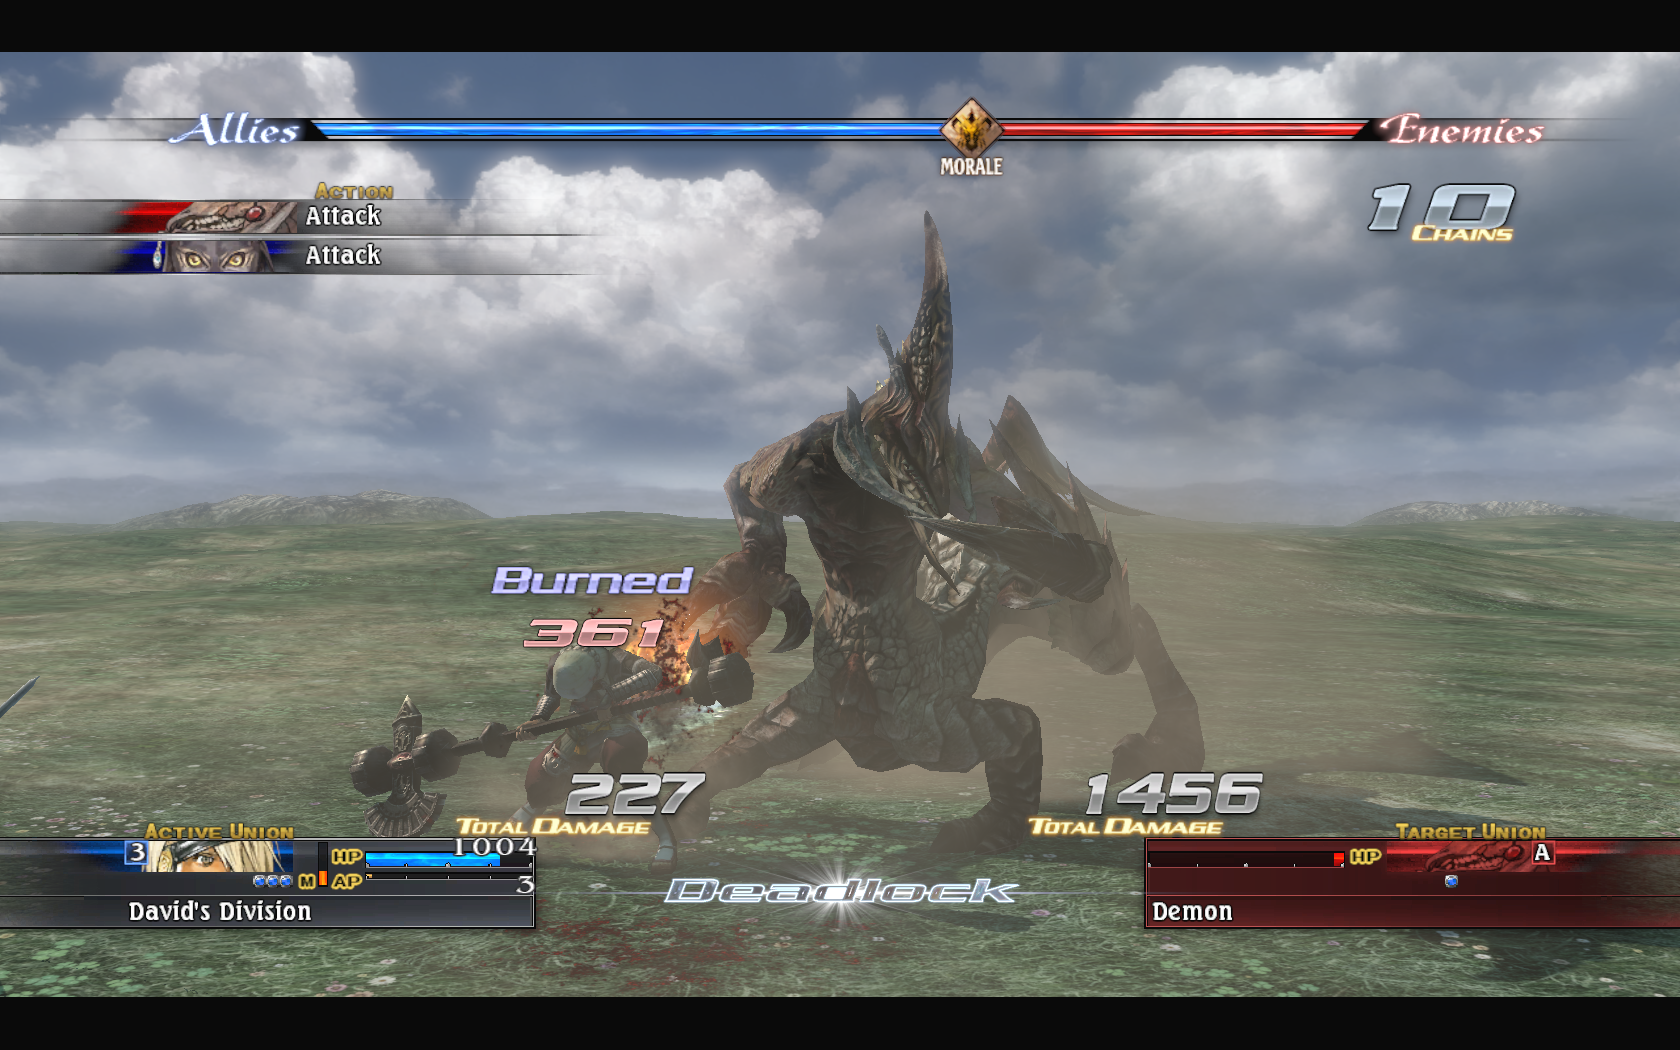 Allies
Enemies
MORALE
ACTION
Attack
Attack
10
CHAINS
Burned
361
227
TOTAL DAMAGE
1456
TOTAL DAMAGE
ACTIVE UNION
3
HP
1004
M
AP
3
David's Division
Deadlock
TARGET UNION
HP
A
Demon